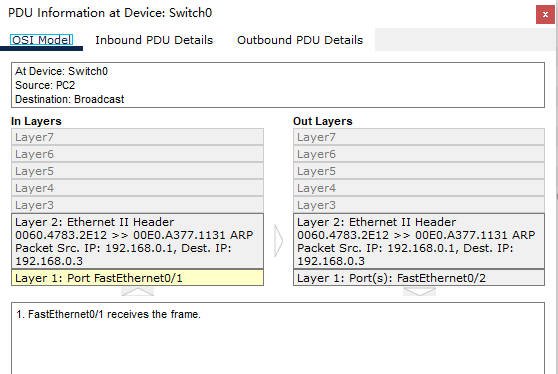 PDU Information at Device: Switch0
x
OSI Model Inbound PDU Details Outbound PDU Details
At Device: Switch0
Source: PC2
Destination: Broadcast
In Layers
Layer7
Layer6
Layer5
Layer4
Layer3
Layer 2: Ethernet II Header
0060.4783.2E12 >> 00E0.A377.1131 ARP
Packet Src. IP: 192.168.0.1, Dest. IP:
192.168.0.3
Layer 1: Port FastEthernet0/1
Out Layers
Layer7
Layer6
Layer5
Layer4
Layer3
Layer 2: Ethernet II Header
0060.4783.2E12 >> 00E0.A377.1131 ARP
Packet Src. IP: 192.168.0.1, Dest. IP:
192.168.0.3
Layer 1: Port(s): FastEthernet0/2
1. FastEthernet0/1 receives the frame.